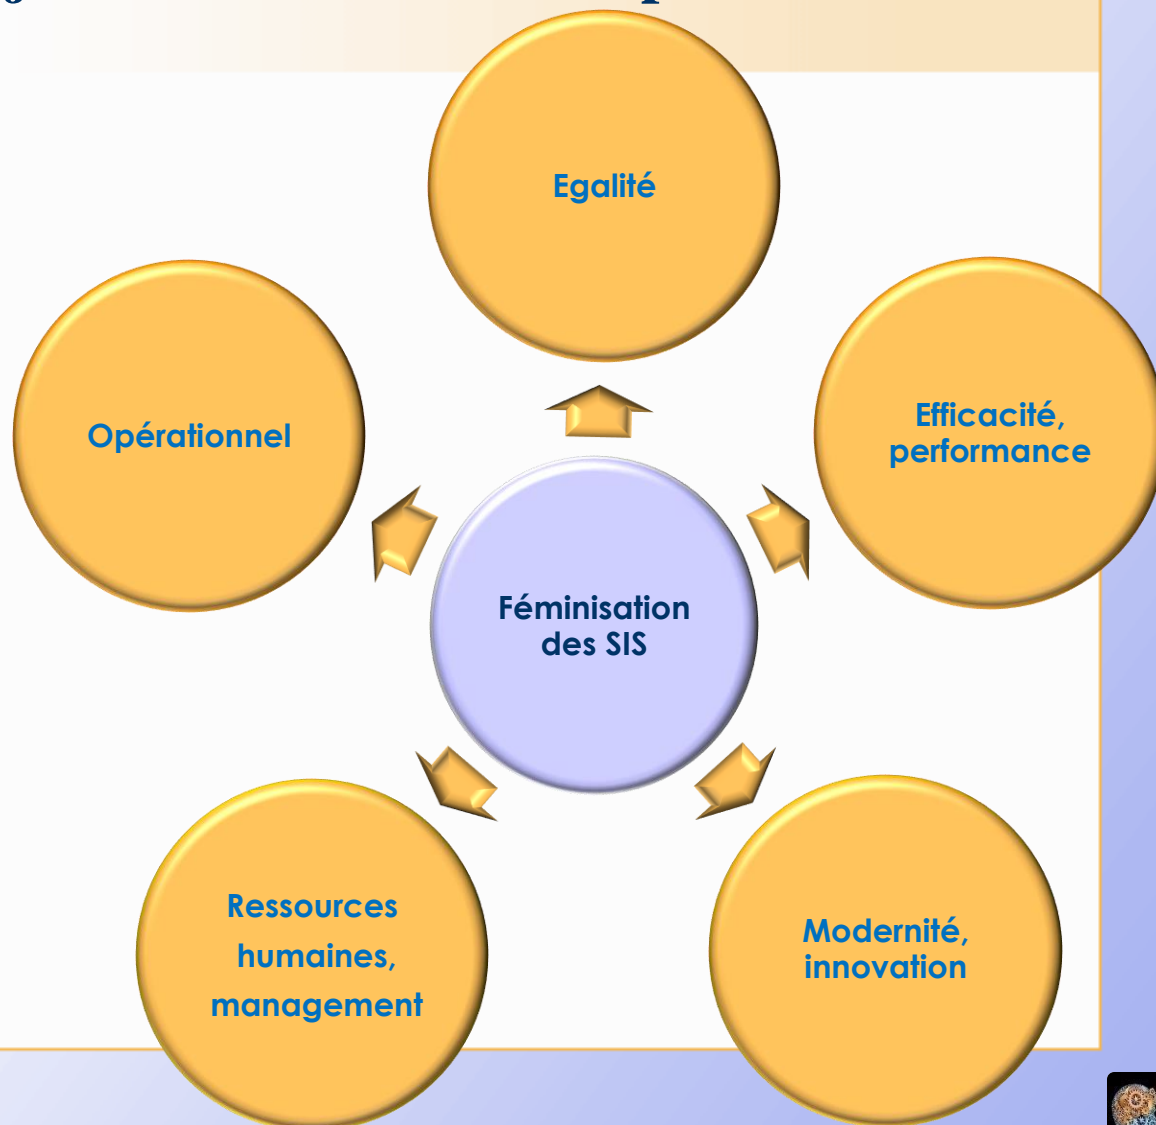 Egalité
Opérationnel
Efficacité,
performance
Féminisation
des SIS
Ressources
humaines,
management
Modernité,
innovation